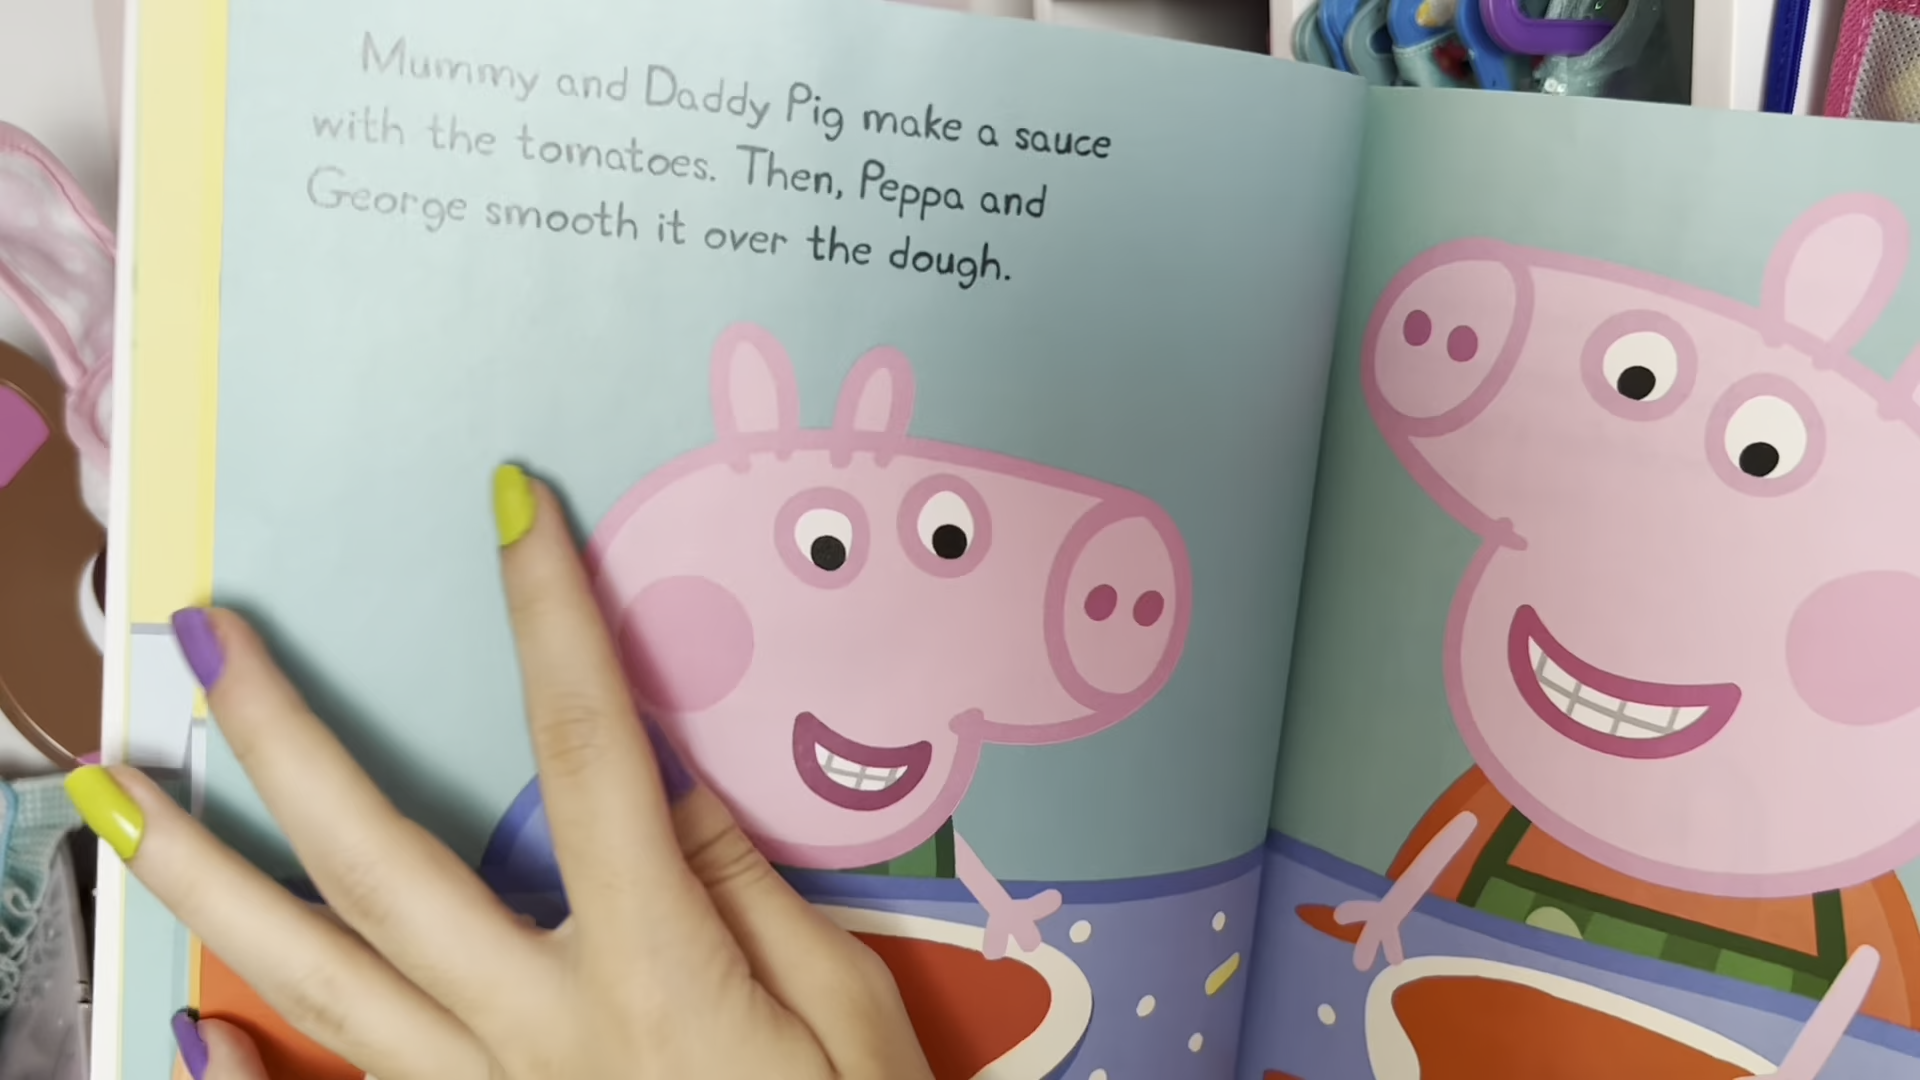 Mummy and Daddy Pig make a sauce
with the tomatoes. Then, Peppa and
George smooth it over the dough.